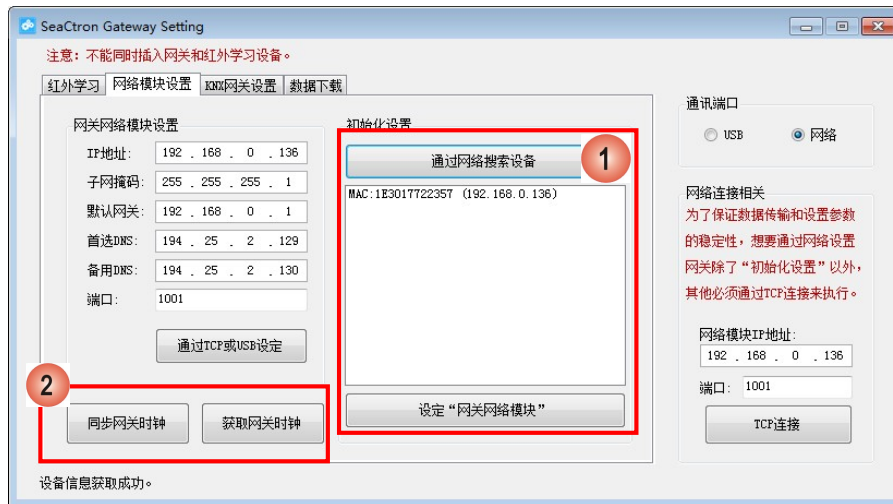 SeaCtron Gateway Setting
注意：不能同时插入网关和红外学习设备。
红外学习 网络模块设置 KNX网关设置 数据下载
网关网络模块设置
IP地址: 192 . 168 . 0 . 136
子网掩码: 255 . 255 . 255 . 1
默认网关: 192 . 168 . 0 . 1
首选DNS: 194 . 25 . 2 . 129
备用DNS: 194 . 25 . 2 . 130
端口: 1001
通过TCP或USB设定
2
同步网关时钟 获取网关时钟
初始化设置
通过网络搜索设备
1
MAC:1E3017722357 (192.168.0.136)
设定“网关网络模块”
通讯端口
USB 网络
网络连接相关
为了保证数据传输和设置参数
的稳定性，想要通过网络设置
网关除了“初始化设置”以外，
其他必须通过TCP连接来执行。
网络模块IP地址:
192 . 168 . 0 . 136
端口: 1001
TCP连接
设备信息获取成功。